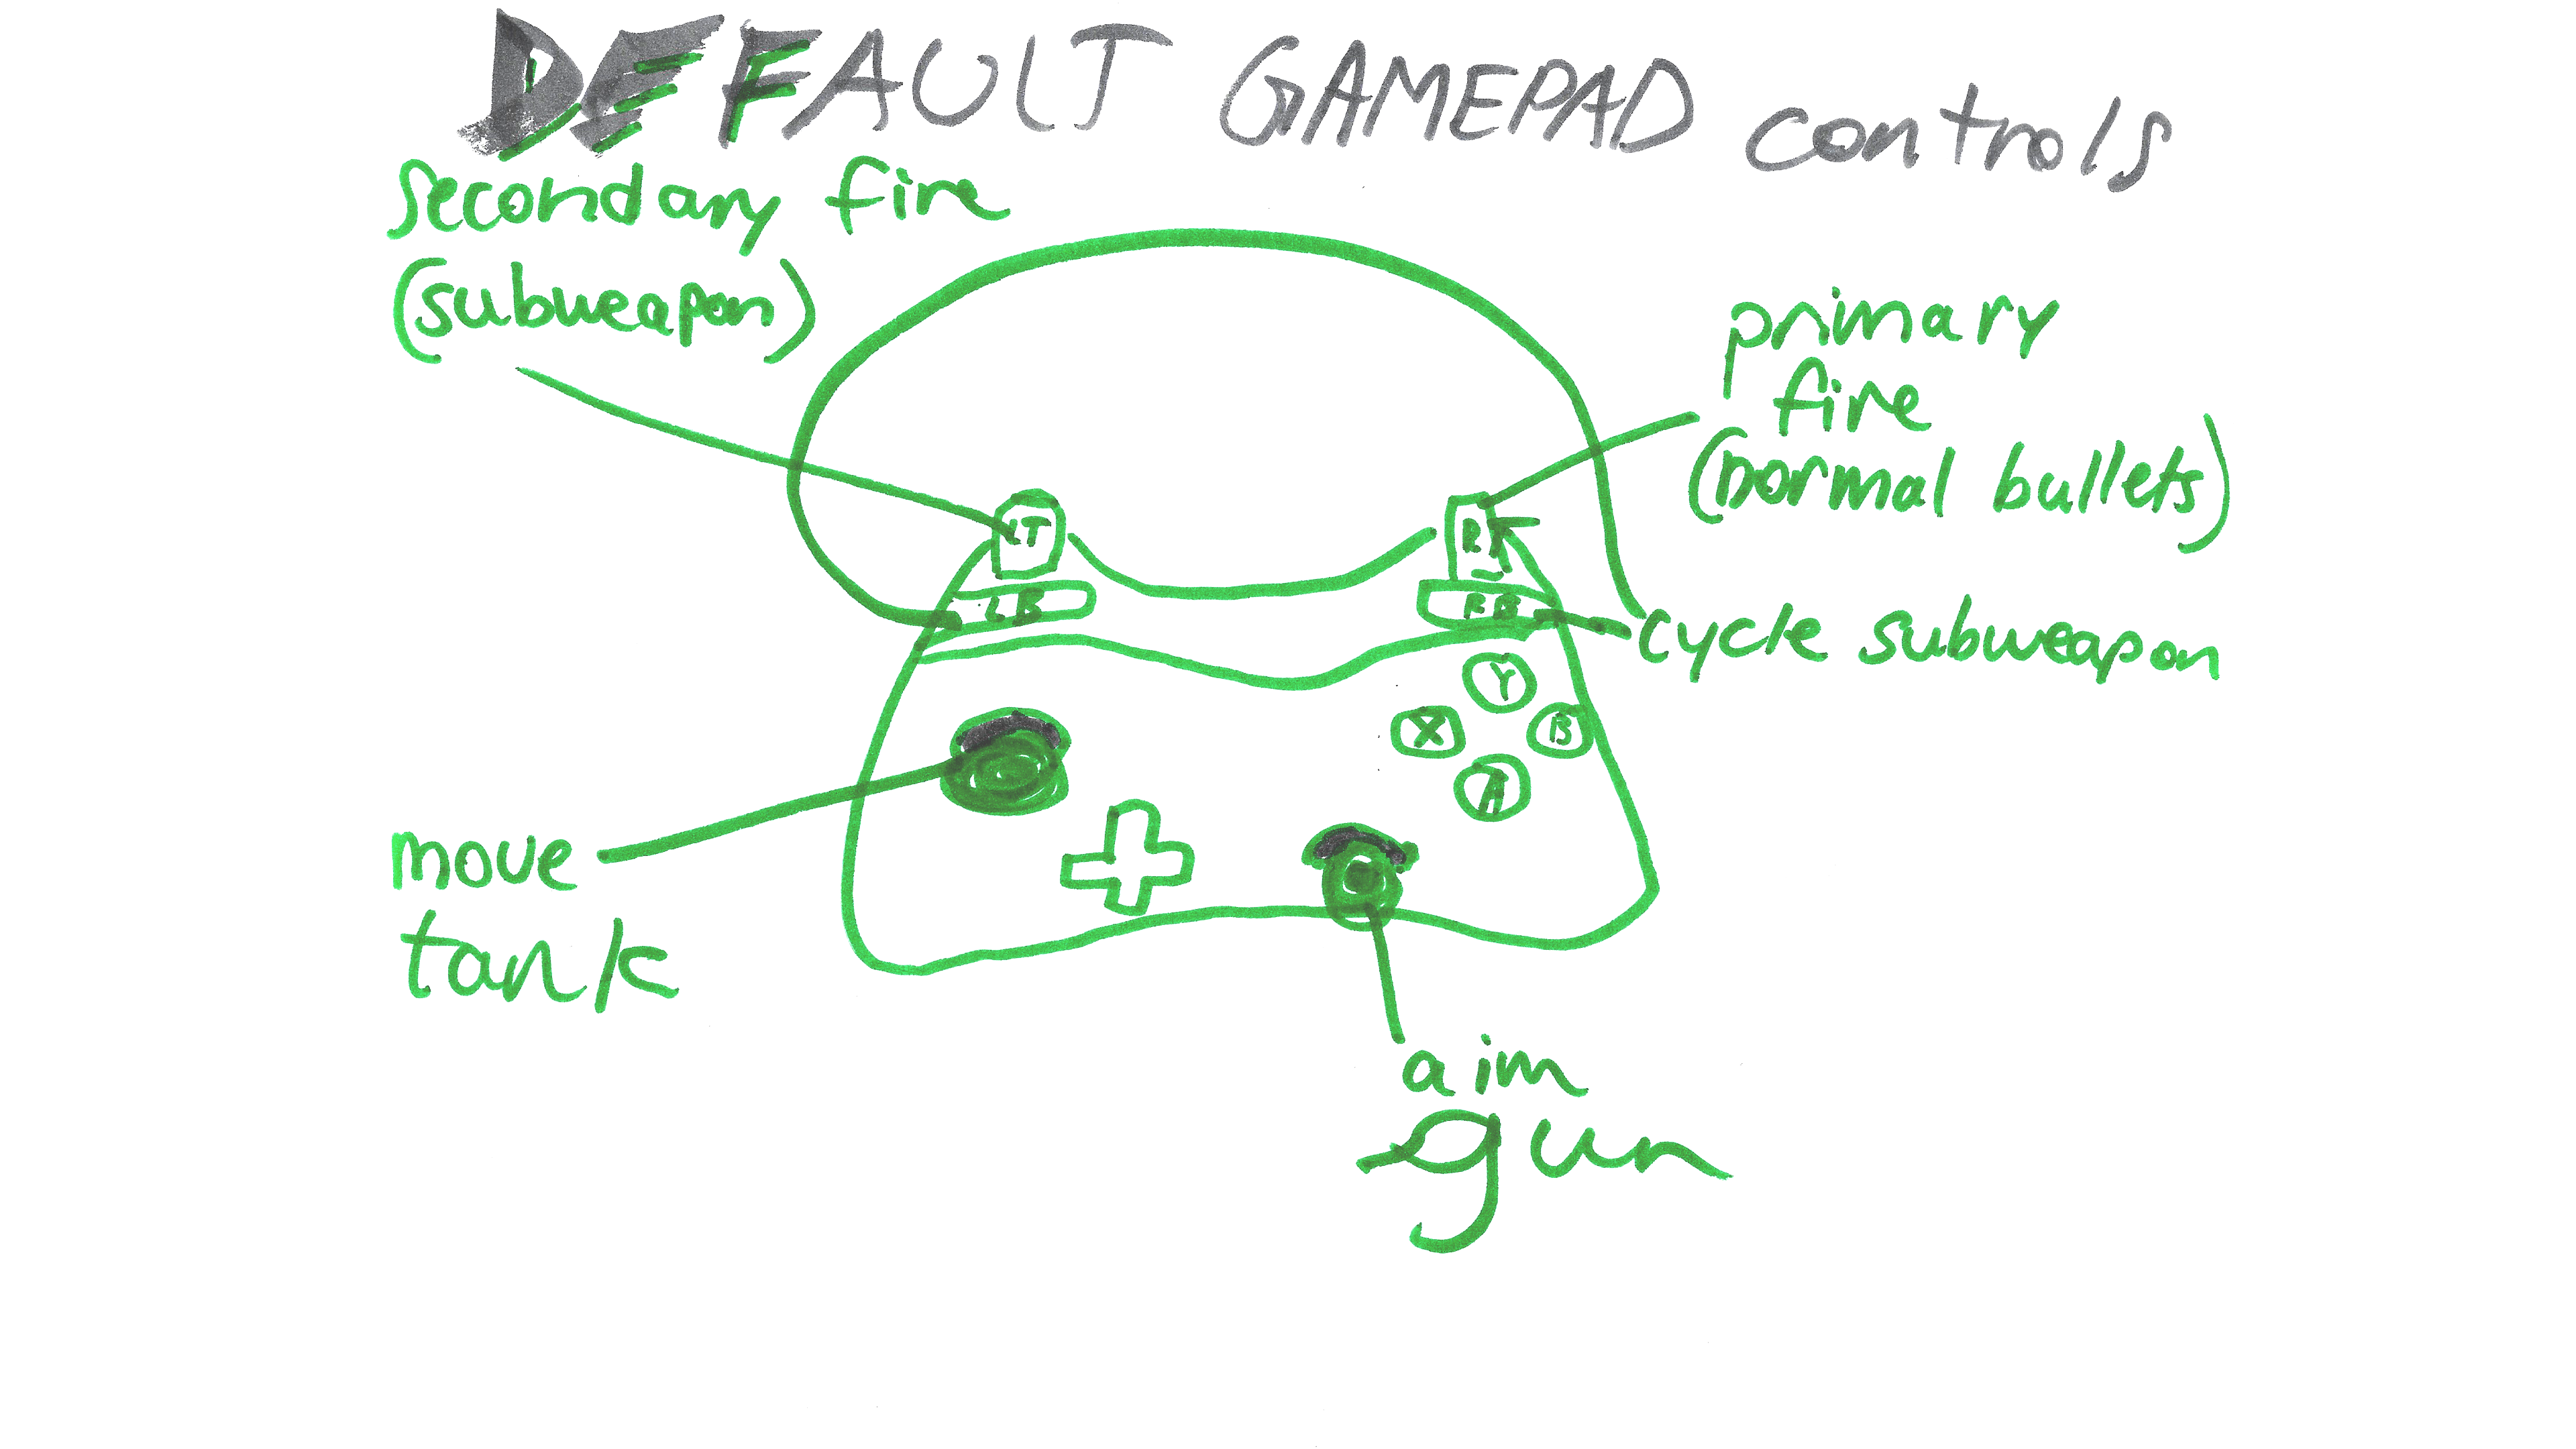 DEFAULT GAMEPAD controls
secondary fire
(subweapon)
primary
fire
(normal bullets)
LT
RT
LB
RB
cycle subweapon
Y
X
B
A
move
tank
aim
gun